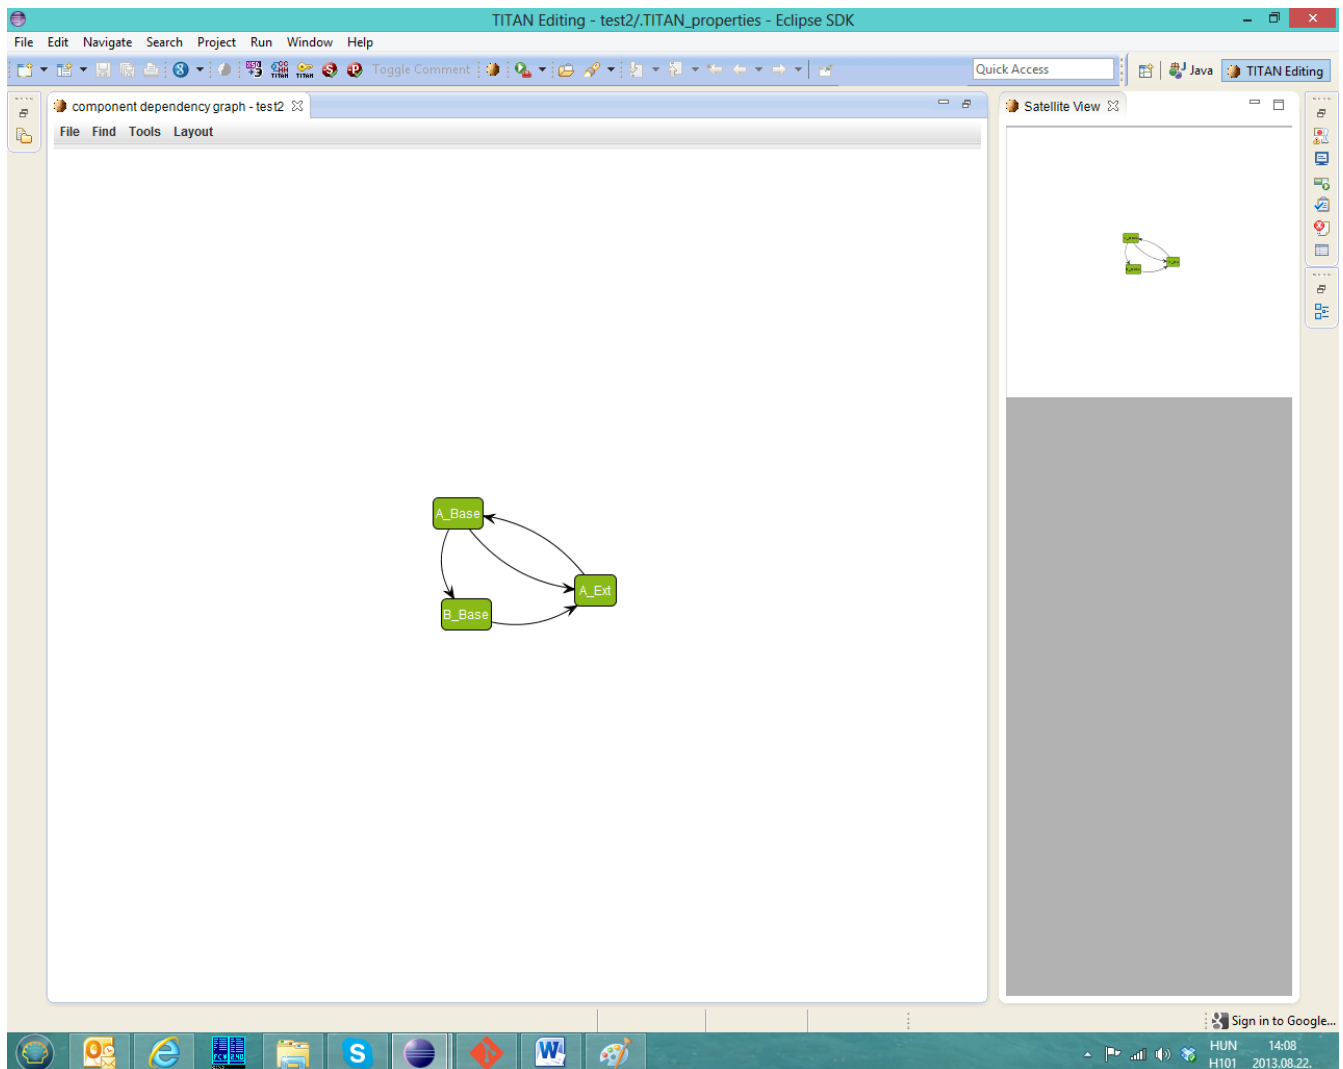 TITAN Editing - test2/.TITAN_properties - Eclipse SDK
File Edit Navigate Search Project Run Window Help
Toggle Comment
Quick Access
Java
TITAN Editing
component dependency graph - test2
Satellite View
File Find Tools Layout
A_Base
A_Ext
B_Base
Sign in to Google...
HUN 14:08
H101 2013.08.22.